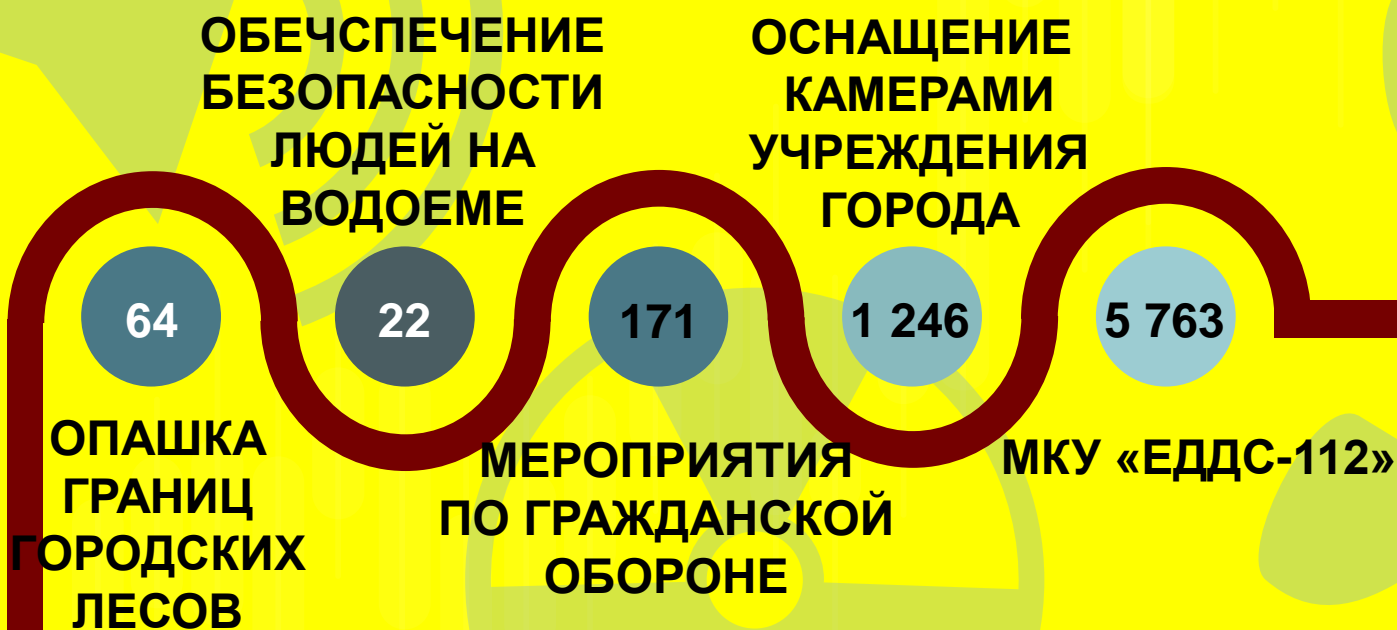 ОБЕЧСПЕЧЕНИЕ
БЕЗОПАСНОСТИ
ЛЮДЕЙ НА
ВОДОЕМЕ
ОСНАЩЕНИЕ
КАМЕРАМИ
УЧРЕЖДЕНИЯ
ГОРОДА
64
22
171
1 246
5 763
ОПАШКА
ГРАНИЦ
ГОРОДСКИХ
ЛЕСОВ
МЕРОПРИЯТИЯ
ПО ГРАЖДАНСКОЙ
ОБОРОНЕ
МКУ «ЕДДС-112»